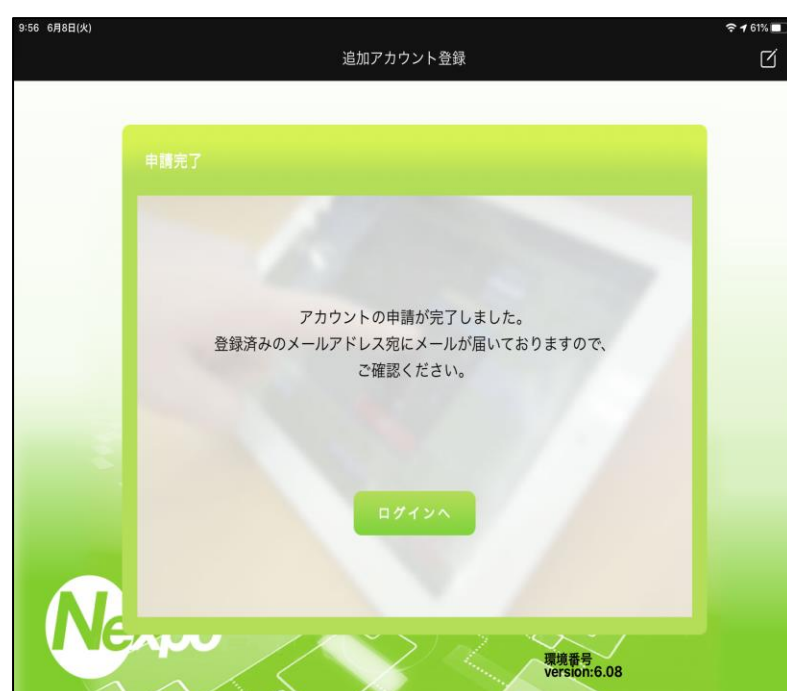 9:56 6月8日(火)
61%
追加アカウント登録
申請完了
アカウントの申請が完了しました。
登録済みのメールアドレス宛にメールが届いておりますので、
ご確認ください。
ログインへ
Nexpo
環境番号
version:6.08